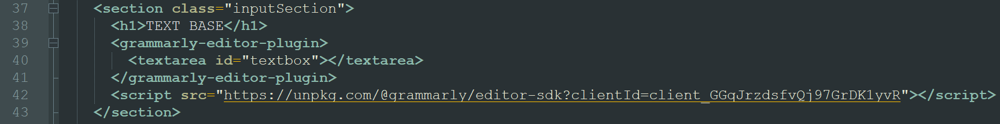 37 <section class="inputSection">
38 <h1>TEXT BASE</h1>
39 <grammarly-editor-plugin>
40 <textarea id="textbox"></textarea>
41 </grammarly-editor-plugin>
42 <script src="https://unpkg.com/@grammarly/editor-sdk?clientId=client_GGqJrzdsfvQj97GrDK1yvR"></script>
43 </section>